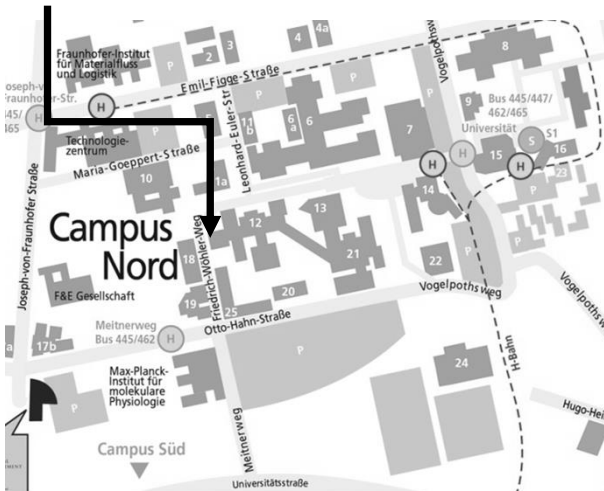 4a
4
3
2
8
Fraunhofer-Institut
für Materialfluss
und Logistik
P
P
Emil-Figge-Straße
Vogelpothsweg
P
Joseph-von-
Fraunhofer-Str.
H
H
5
P
11
b
6
a
6
P
P
7
9
Bus 445/447/
462/465
Universität
H
S
S1
15
16
H
H
23
P
465
Technologie-
zentrum
Maria-Goeppert-Straße
Leonhard-Euler-Str.
10
1a
14
Joseph-von-Fraunhofer Straße
Campus
Nord
Friedrich-Wöhler-Weg
12
13
18
21
22
P
P
F&E Gesellschaft
19
25
20
Vogelpothsweg
Vogelpothsweg
Meitnerweg
Bus 445/462
H
Otto-Hahn-Straße
17b
P
24
H-Bahn
Max-Planck-
Institut für
molekulare
Physiologie
P
Meitnerweg
Hugo-Hei
Campus Süd
Universitätsstraße